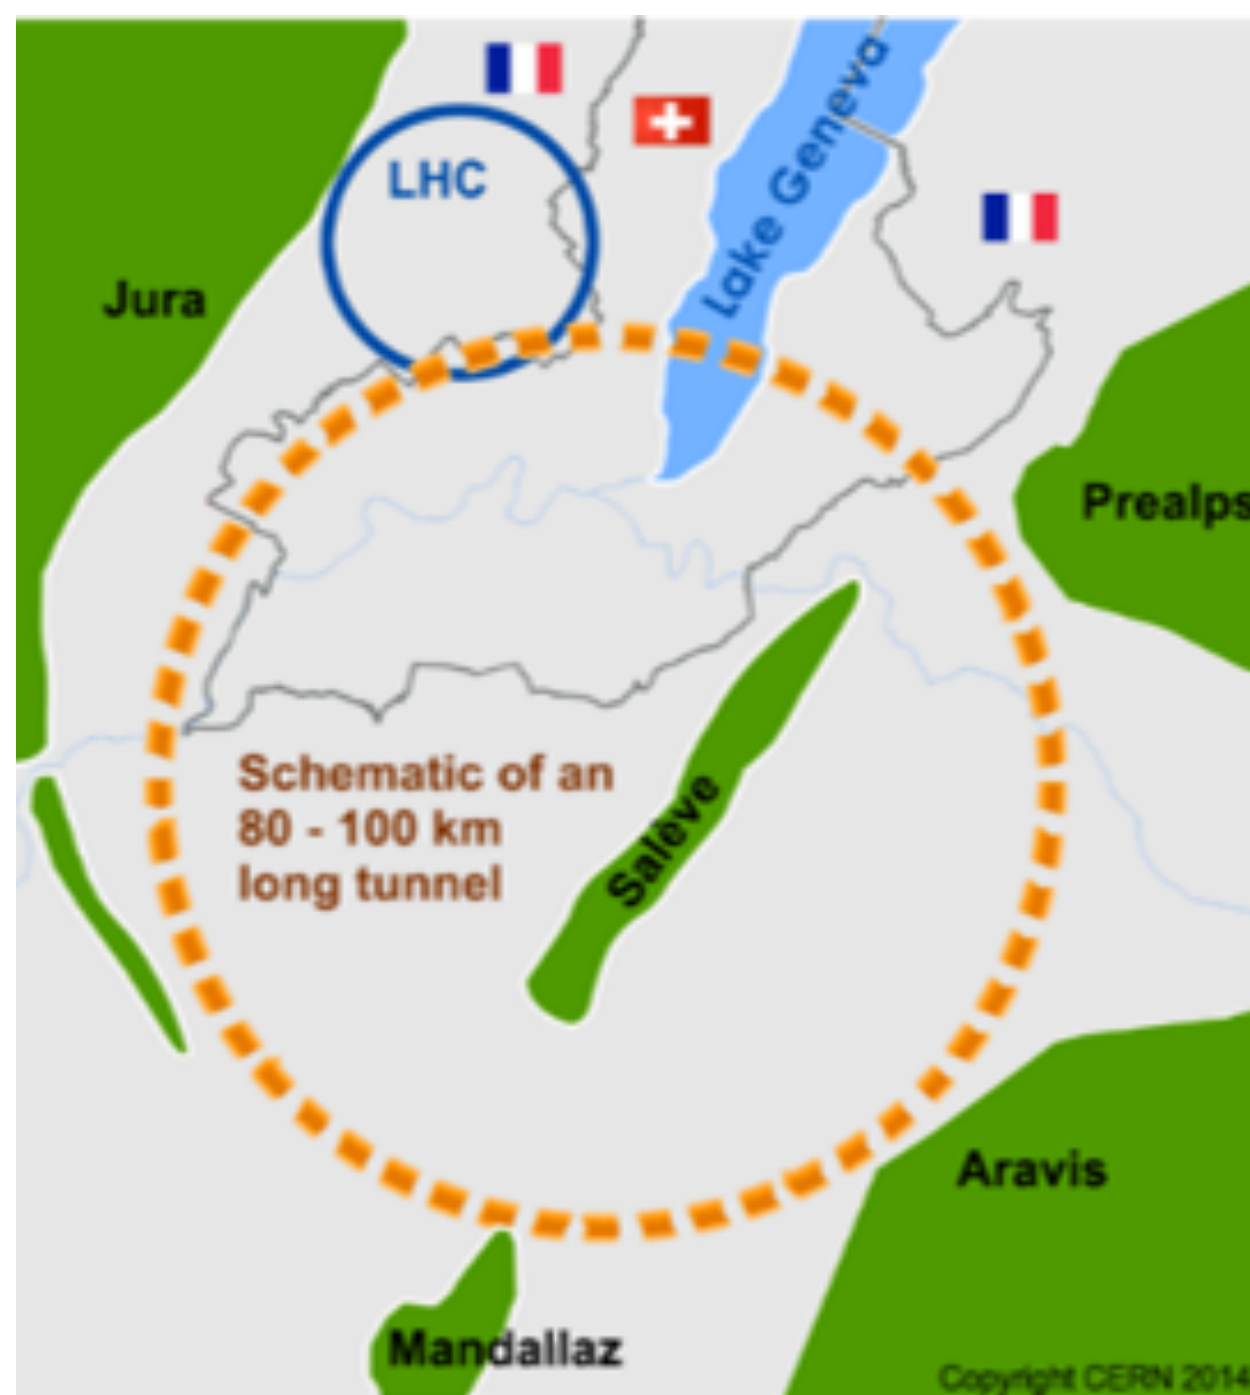 LHC
Lake Geneva
Jura
Prealps
Schematic of an
80 - 100 km
long tunnel
Salève
Aravis
Mandallaz
Copyright CERN 2014